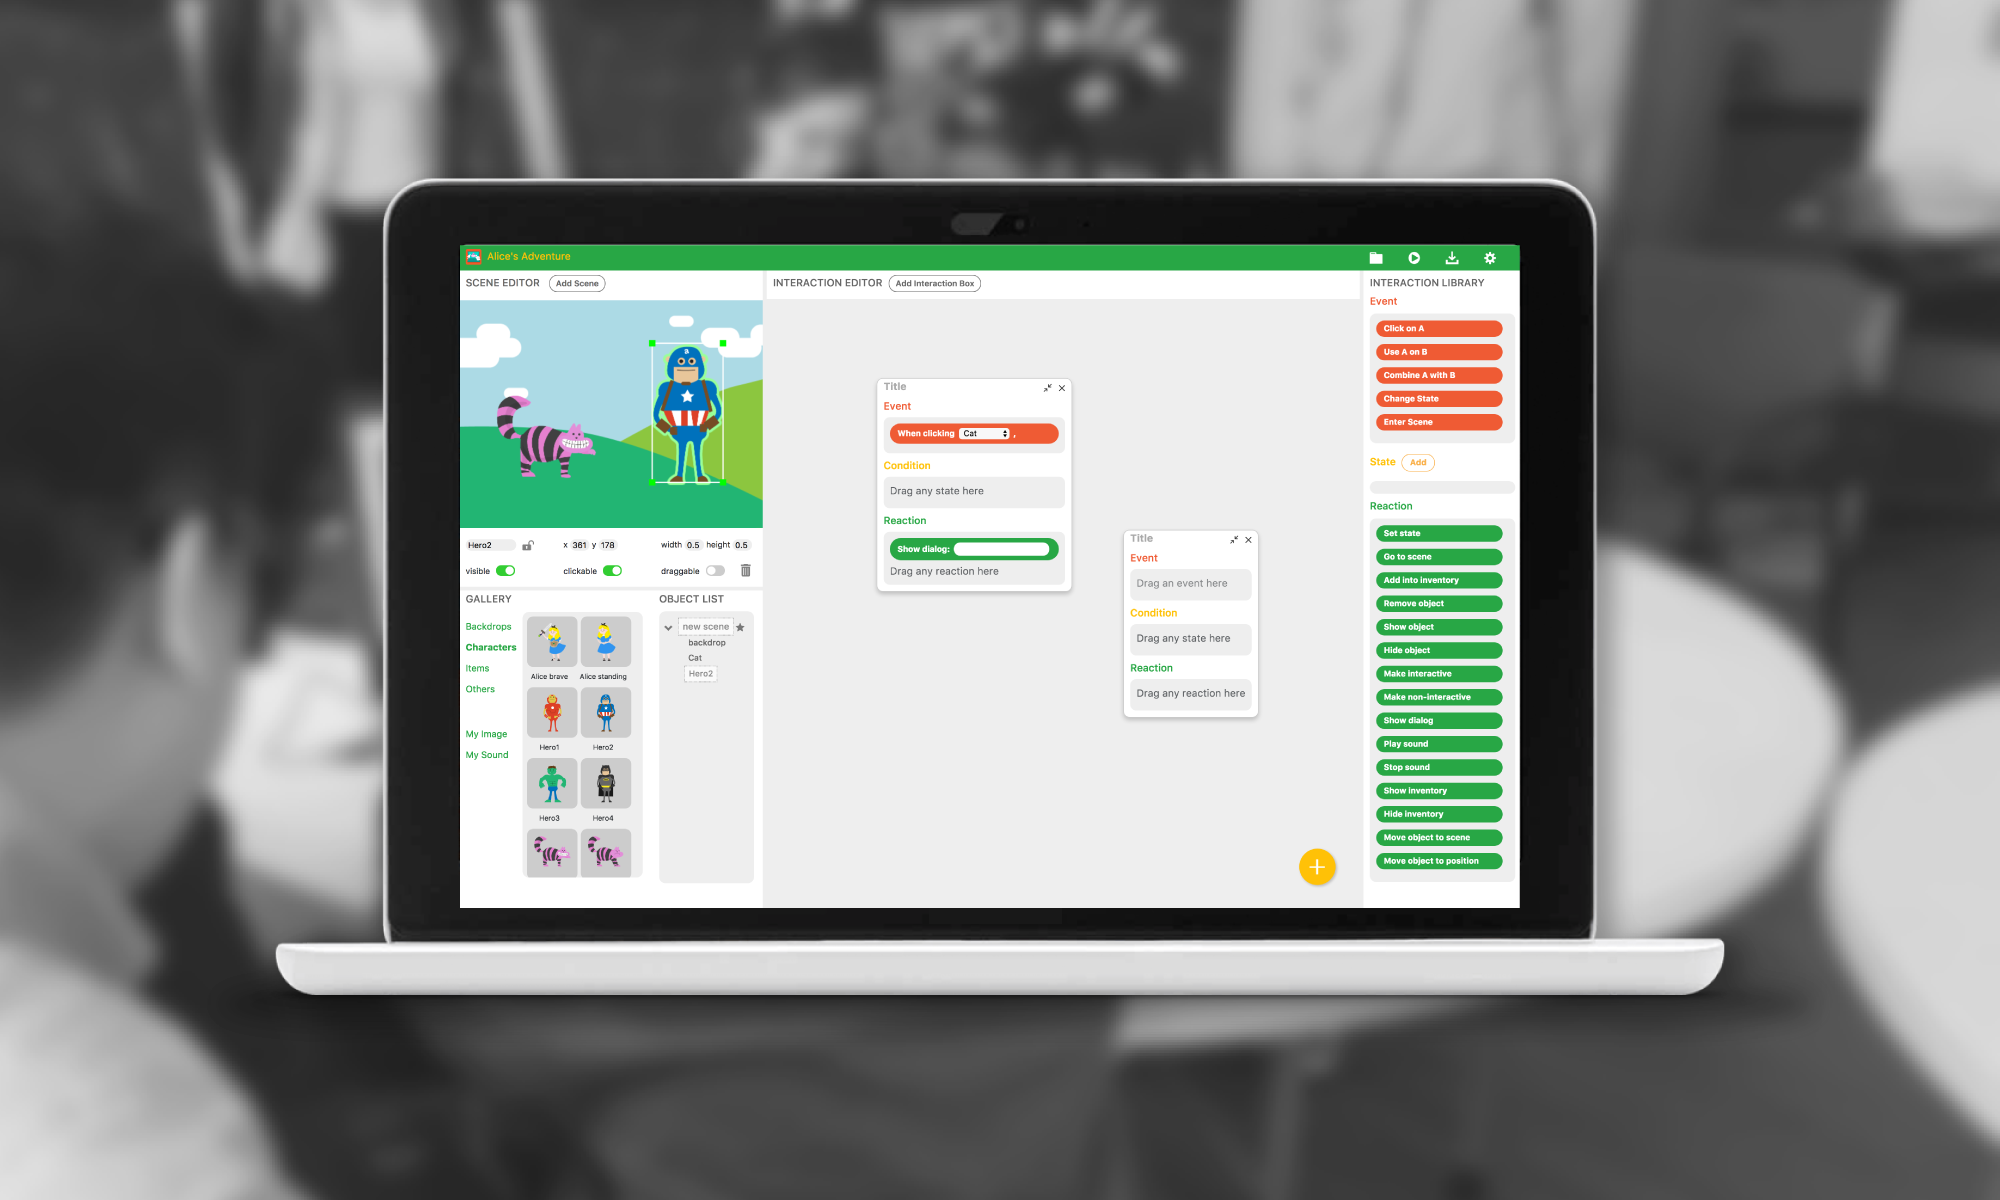 Alice's Adventure
SCENE EDITOR Add Scene
INTERACTION EDITOR Add Interaction Box
INTERACTION LIBRARY
Hero2 x 361 y 178 width 0.5 height 0.5
visible clickable draggable
GALLERY
Backdrops
Characters
Items
Others
My Image
My Sound
Alice brave Alice standing
Hero1 Hero2
Hero3 Hero4
OBJECT LIST
new scene
backdrop
Cat
Hero2
Title
Event
When clicking Cat ,
Condition
Drag any state here
Reaction
Show dialog:
Drag any reaction here
Title
Event
Drag an event here
Condition
Drag any state here
Reaction
Drag any reaction here
Event
Click on A
Use A on B
Combine A with B
Change State
Enter Scene
State Add
Reaction
Set state
Go to scene
Add into inventory
Remove object
Show object
Hide object
Make interactive
Make non-interactive
Show dialog
Play sound
Stop sound
Show inventory
Hide inventory
Move object to scene
Move object to position